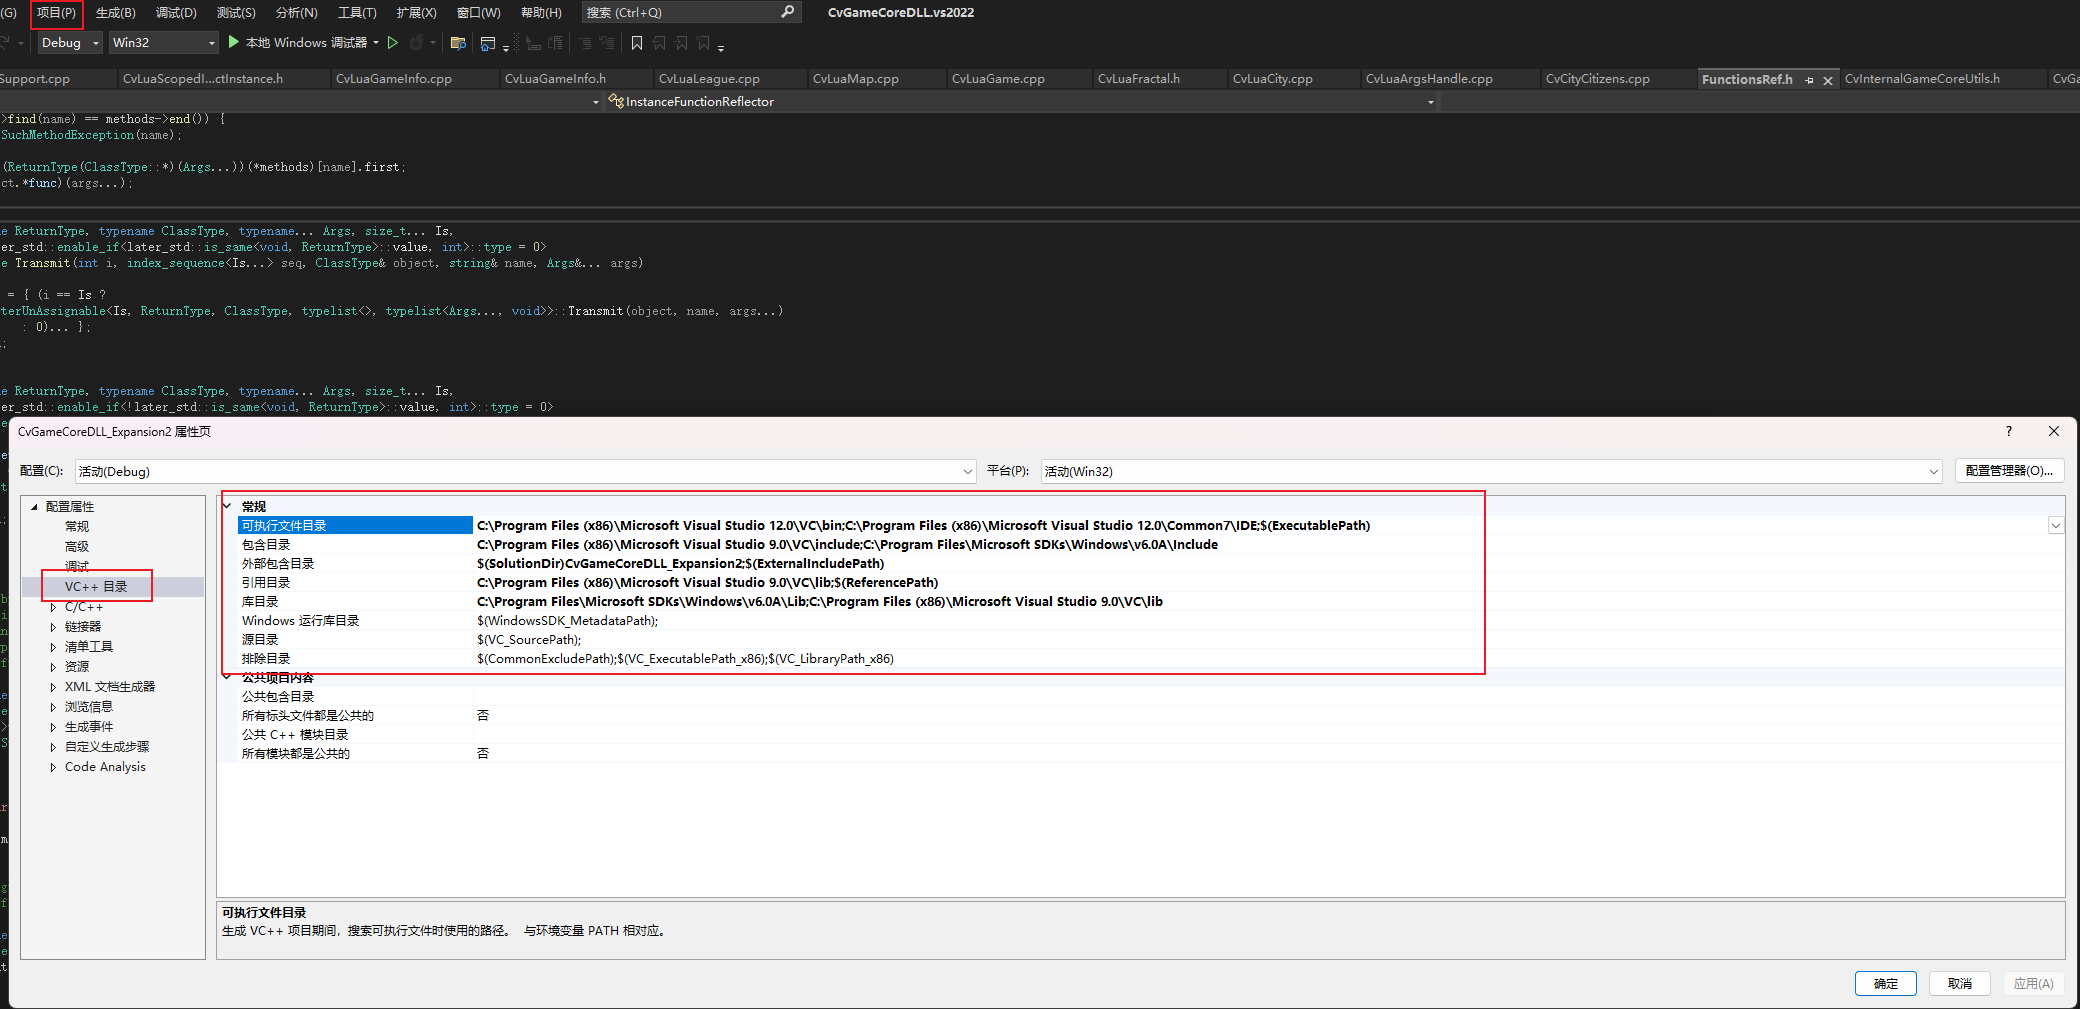 (G) 项目(P) 生成(B) 调试(D) 测试(S) 分析(N) 工具(T) 扩展(X) 窗口(W) 帮助(H) 搜索 (Ctrl+Q) CvGameCoreDLL.vs2022
Debug Win32 本地 Windows 调试器
Support.cpp CvLuaScopedI...ctInstance.h CvLuaGameInfo.cpp CvLuaGameInfo.h CvLuaLeague.cpp CvLuaMap.cpp CvLuaGame.cpp CvLuaFractal.h CvLuaCity.cpp CvLuaArgsHandle.cpp CvCityCitizens.cpp FunctionsRef.h CvInternalGameCoreUtils.h CvGa
InstanceFunctionReflector
>find(name) == methods->end()) {
SuchMethodException(name);
(ReturnType(ClassType::*)(Args...))(*methods)[name].first;
ct.*func)(args...);
e ReturnType, typename ClassType, typename... Args, size_t... Is,
er_std::enable_if<later_std::is_same<void, ReturnType>::value, int>::type = 0>
e Transmit(int i, index_sequence<Is...> seq, ClassType& object, string& name, Args&... args)
= { (i == Is ?
terUnAssignable<Is, ReturnType, ClassType, typelist<>, typelist<Args..., void>>::Transmit(object, name, args...)
: 0)... };
;
e ReturnType, typename ClassType, typename... Args, size_t... Is,
er_std::enable_if<!later_std::is_same<void, ReturnType>::value, int>::type = 0>
CvGameCoreDLL_Expansion2 属性页
配置(C): 活动(Debug) 平台(P): 活动(Win32) 配置管理器(O)...
配置属性
常规
高级
调试
VC++ 目录
C/C++
链接器
清单工具
资源
XML 文档生成器
浏览信息
生成事件
自定义生成步骤
Code Analysis
常规
可执行文件目录 C:\Program Files (x86)\Microsoft Visual Studio 12.0\VC\bin;C:\Program Files (x86)\Microsoft Visual Studio 12.0\Common7\IDE;$(ExecutablePath)
包含目录 C:\Program Files (x86)\Microsoft Visual Studio 9.0\VC\include;C:\Program Files\Microsoft SDKs\Windows\v6.0A\Include
外部包含目录 $(SolutionDir)CvGameCoreDLL_Expansion2;$(ExternalIncludePath)
引用目录 C:\Program Files (x86)\Microsoft Visual Studio 9.0\VC\lib;$(ReferencePath)
库目录 C:\Program Files\Microsoft SDKs\Windows\v6.0A\Lib;C:\Program Files (x86)\Microsoft Visual Studio 9.0\VC\lib
Windows 运行库目录 $(WindowsSDK_MetadataPath);
源目录 $(VC_SourcePath);
排除目录 $(CommonExcludePath);$(VC_ExecutablePath_x86);$(VC_LibraryPath_x86)
公共项目内容
公共包含目录
所有标头文件都是公共的 否
公共 C++ 模块目录
所有模块都是公共的 否
可执行文件目录
生成 VC++ 项目期间，搜索可执行文件时使用的路径。 与环境变量 PATH 相对应。
确定 取消 应用(A)